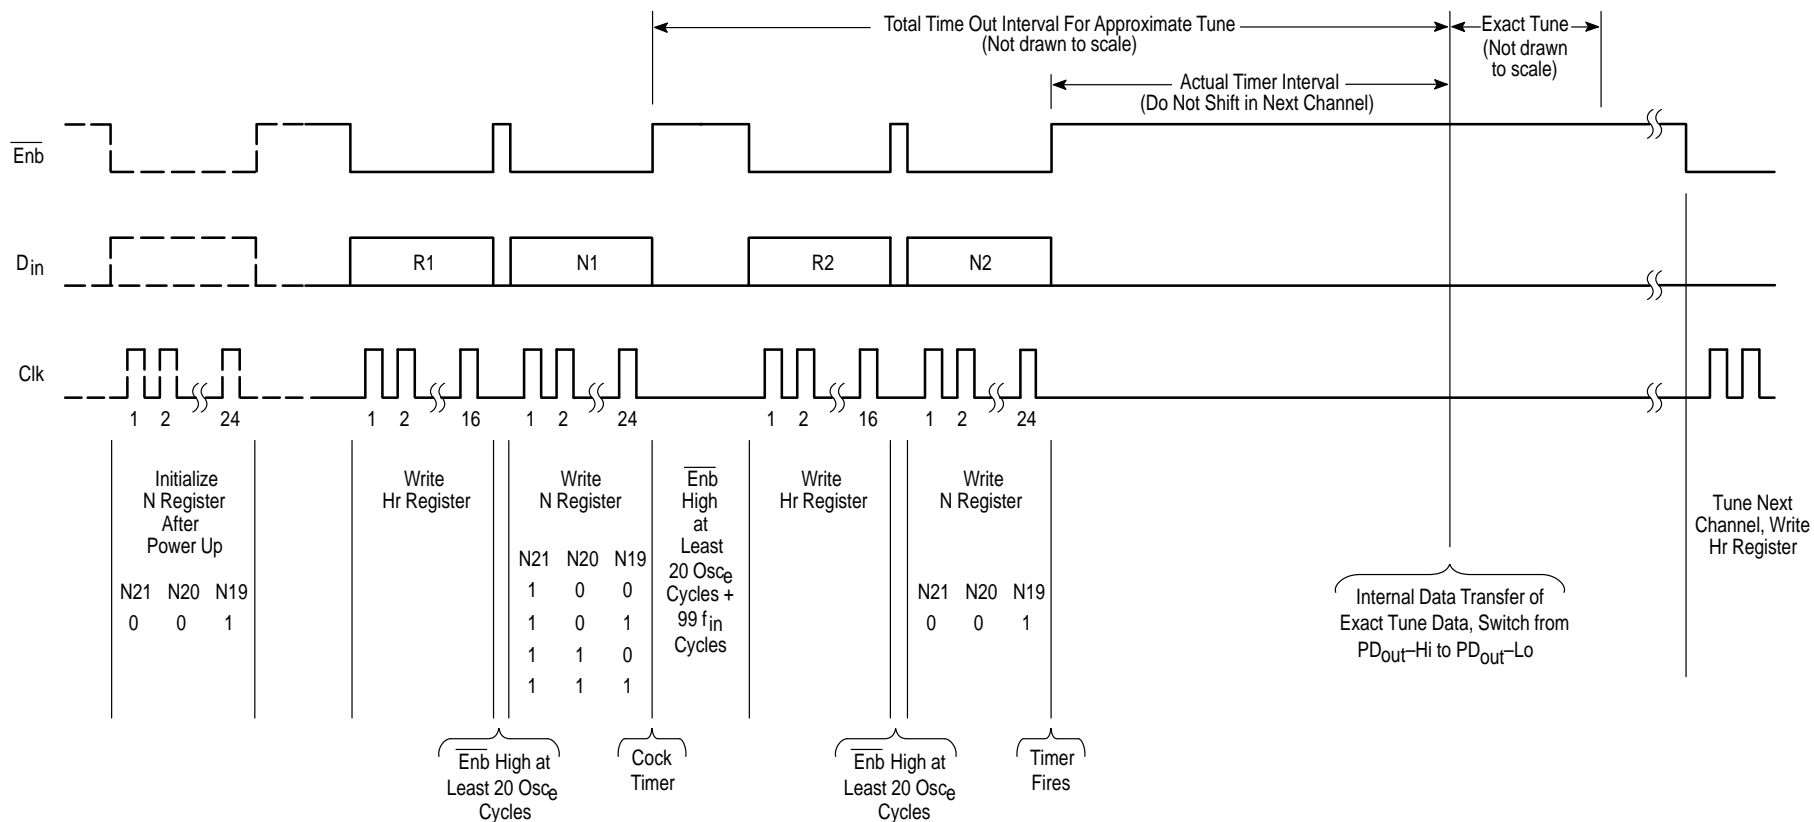 Total Time Out Interval For Approximate Tune
(Not drawn to scale)
Exact Tune
(Not drawn
to scale)
Actual Timer Interval
(Do Not Shift in Next Channel)
Enb
Din
R1
N1
R2
N2
Clk
1 2 24
1 2 16
1 2 24
1 2 16
1 2 24
Initialize
N Register
After
Power Up
N21 N20 N19
0 0 1
Write
Hr Register
Write
N Register
N21 N20 N19
1 0 0
1 0 1
1 1 0
1 1 1
Enb
High
at
Least
20 Osce
Cycles +
99 fin
Cycles
Write
Hr Register
Write
N Register
N21 N20 N19
0 0 1
Internal Data Transfer of
Exact Tune Data, Switch from
PDout–Hi to PDout–Lo
Tune Next
Channel, Write
Hr Register
Enb High at
Least 20 Osce
Cycles
Cock
Timer
Enb High at
Least 20 Osce
Cycles
Timer
Fires